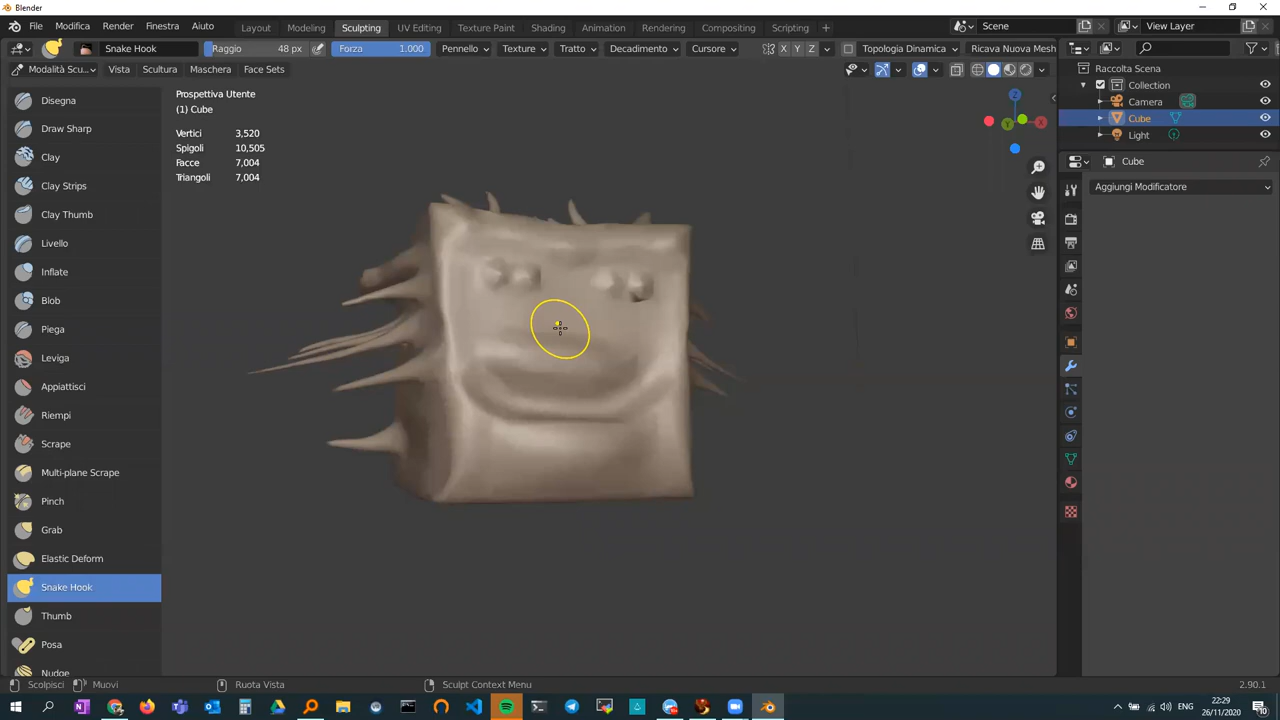 Blender
File Modifica Render Finestra Aiuto Layout Modeling Sculpting UV Editing Texture Paint Shading Animation Rendering Compositing Scripting Scene View Layer
Snake Hook Raggio 48 px Forza 1.000 Pennello Texture Tratto Decadimento Cursore X Y Z Topologia Dinamica Ricava Nuova Mesh
Modalità Scu... Vista Scultura Maschera Face Sets
Raccolta Scena
Collection
Camera
Cube
Light
Cube
Aggiungi Modificatore
Prospettiva Utente
(1) Cube
Vertici 3,520
Spigoli 10,505
Facce 7,004
Triangoli 7,004
Z
Y
X
Disegna
Draw Sharp
Clay
Clay Strips
Clay Thumb
Livello
Inflate
Blob
Piega
Leviga
Appiattisci
Riempi
Scrape
Multi-plane Scrape
Pinch
Grab
Elastic Deform
Snake Hook
Thumb
Posa
Nudge
Scolpisci Muovi Ruota Vista Sculpt Context Menu 2.90.1
22:29
26/11/2020